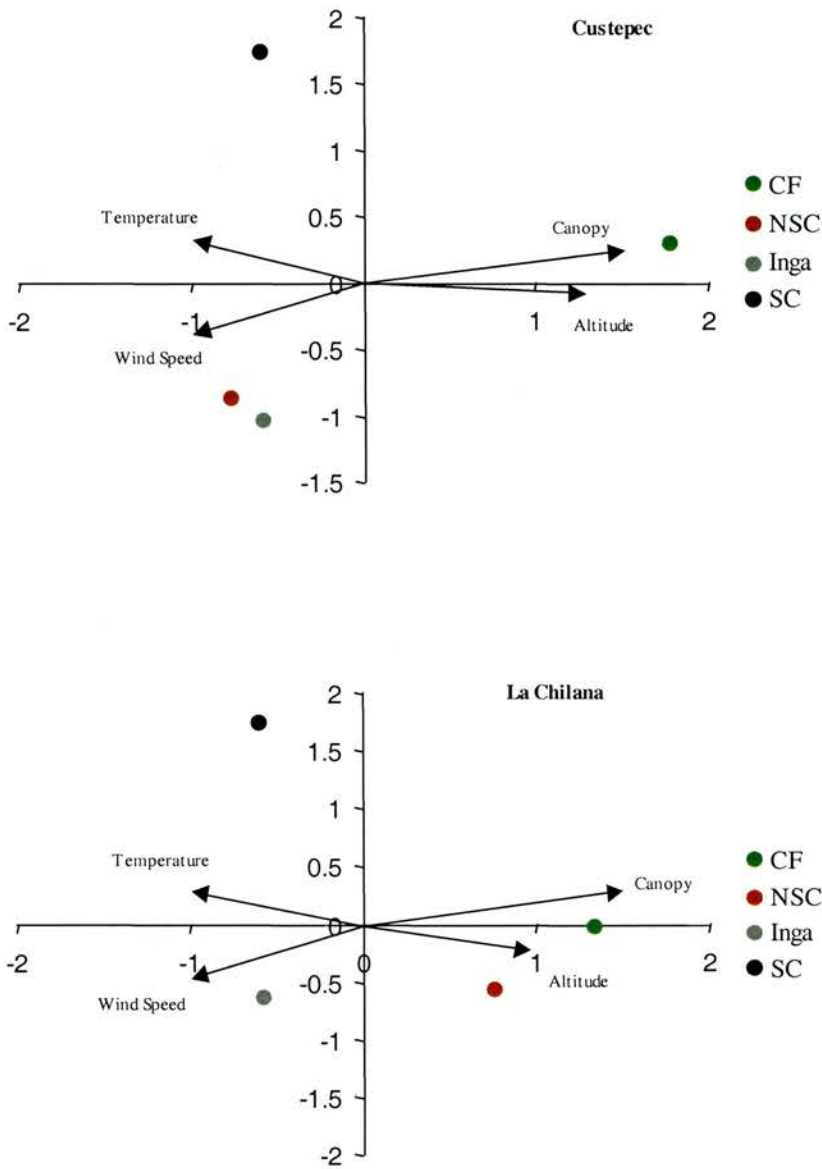 Custepec
2
1.5
1
0.5
0
-0.5
-1
-1.5
-2
-1
1
2
Temperature
Wind Speed
Canopy
Altitude
CF
NSC
Inga
SC
La Chilana
2
1.5
1
0.5
0
-0.5
-1
-1.5
-2
-2
-1
0
1
2
Temperature
Wind Speed
Canopy
Altitude
CF
NSC
Inga
SC